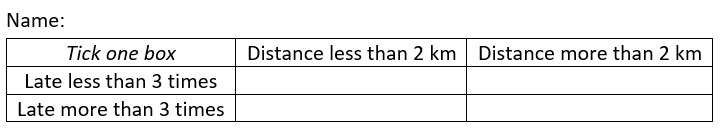 Name:
Tick one box Distance less than 2 km Distance more than 2 km
Late less than 3 times
Late more than 3 times